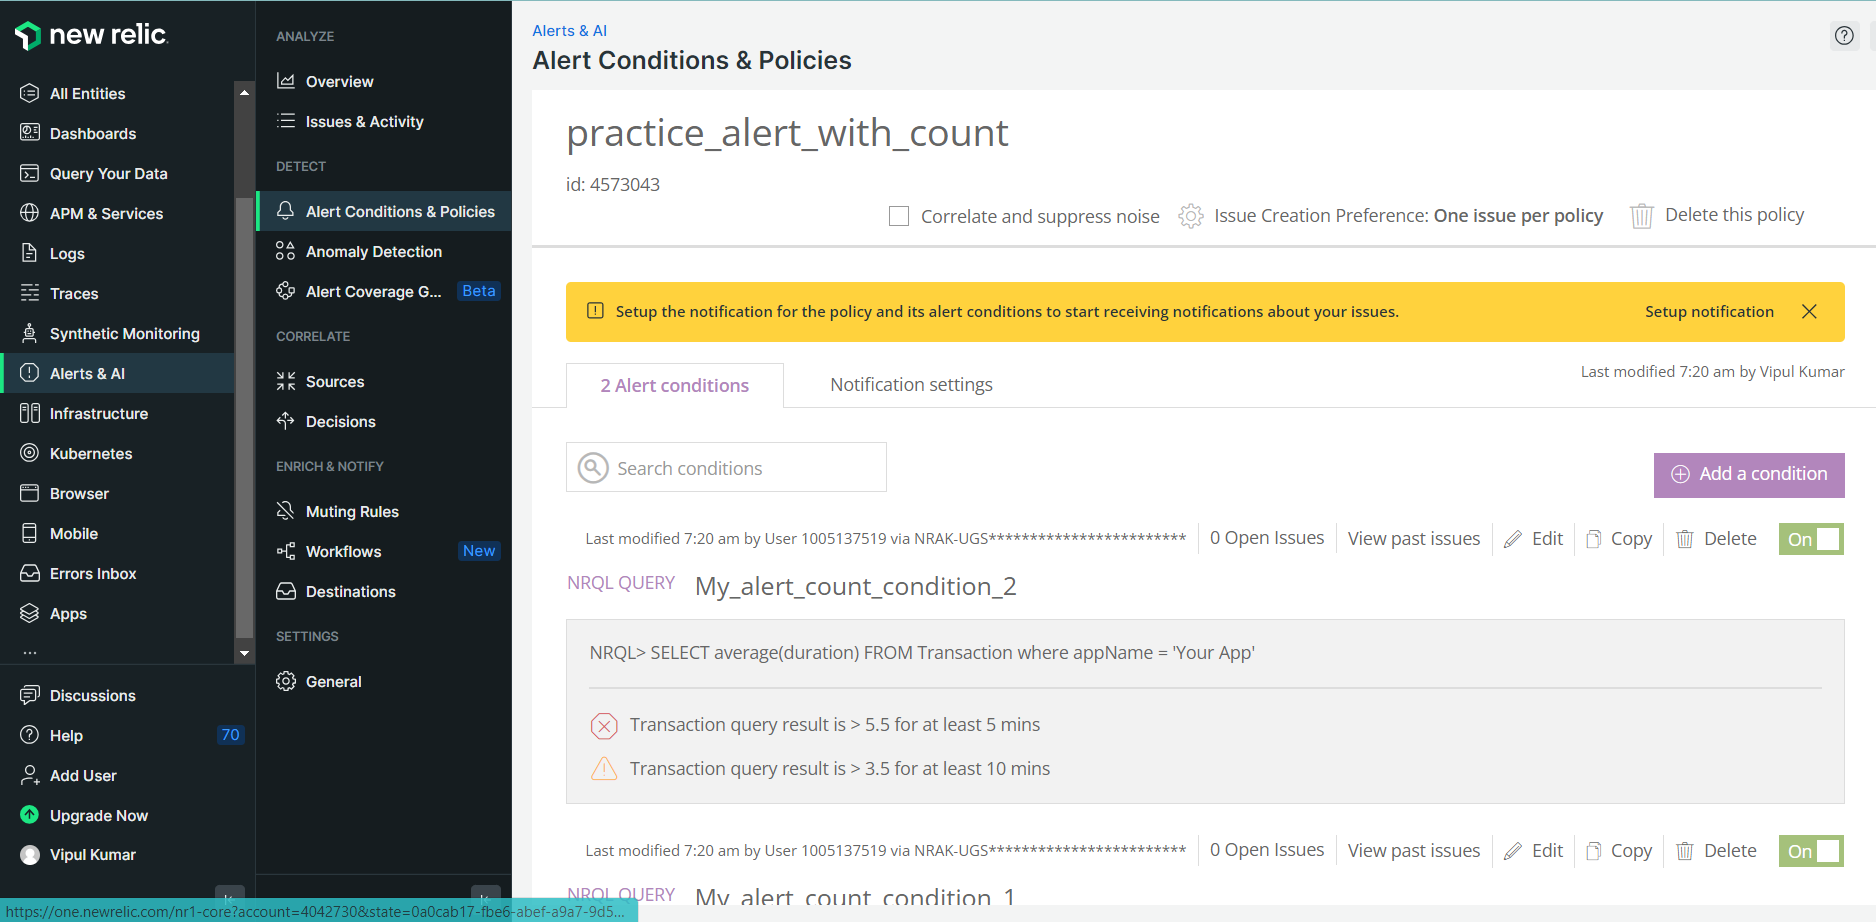 new relic.
All Entities
Dashboards
Query Your Data
APM & Services
Logs
Traces
Synthetic Monitoring
Alerts & AI
Infrastructure
Kubernetes
Browser
Mobile
Errors Inbox
Apps
...
Discussions
Help 70
Add User
Upgrade Now
Vipul Kumar
ANALYZE
Overview
Issues & Activity
DETECT
Alert Conditions & Policies
Anomaly Detection
Alert Coverage G... Beta
CORRELATE
Sources
Decisions
ENRICH & NOTIFY
Muting Rules
Workflows New
Destinations
SETTINGS
General
Alerts & AI
Alert Conditions & Policies
practice_alert_with_count
id: 4573043
Correlate and suppress noise Issue Creation Preference: One issue per policy Delete this policy
Setup the notification for the policy and its alert conditions to start receiving notifications about your issues. Setup notification
2 Alert conditions Notification settings Last modified 7:20 am by Vipul Kumar
Search conditions
Add a condition
Last modified 7:20 am by User 1005137519 via NRAK-UGS************************ 0 Open Issues View past issues Edit Copy Delete On
NRQL QUERY My_alert_count_condition_2
NRQL> SELECT average(duration) FROM Transaction where appName = 'Your App'
Transaction query result is > 5.5 for at least 5 mins
Transaction query result is > 3.5 for at least 10 mins
Last modified 7:20 am by User 1005137519 via NRAK-UGS************************ 0 Open Issues View past issues Edit Copy Delete On
NRQL QUERY My_alert_count_condition_1
https://one.newrelic.com/nr1-core?account=4042730&state=0a0cab17-fbe6-abef-a9a7-9d5...